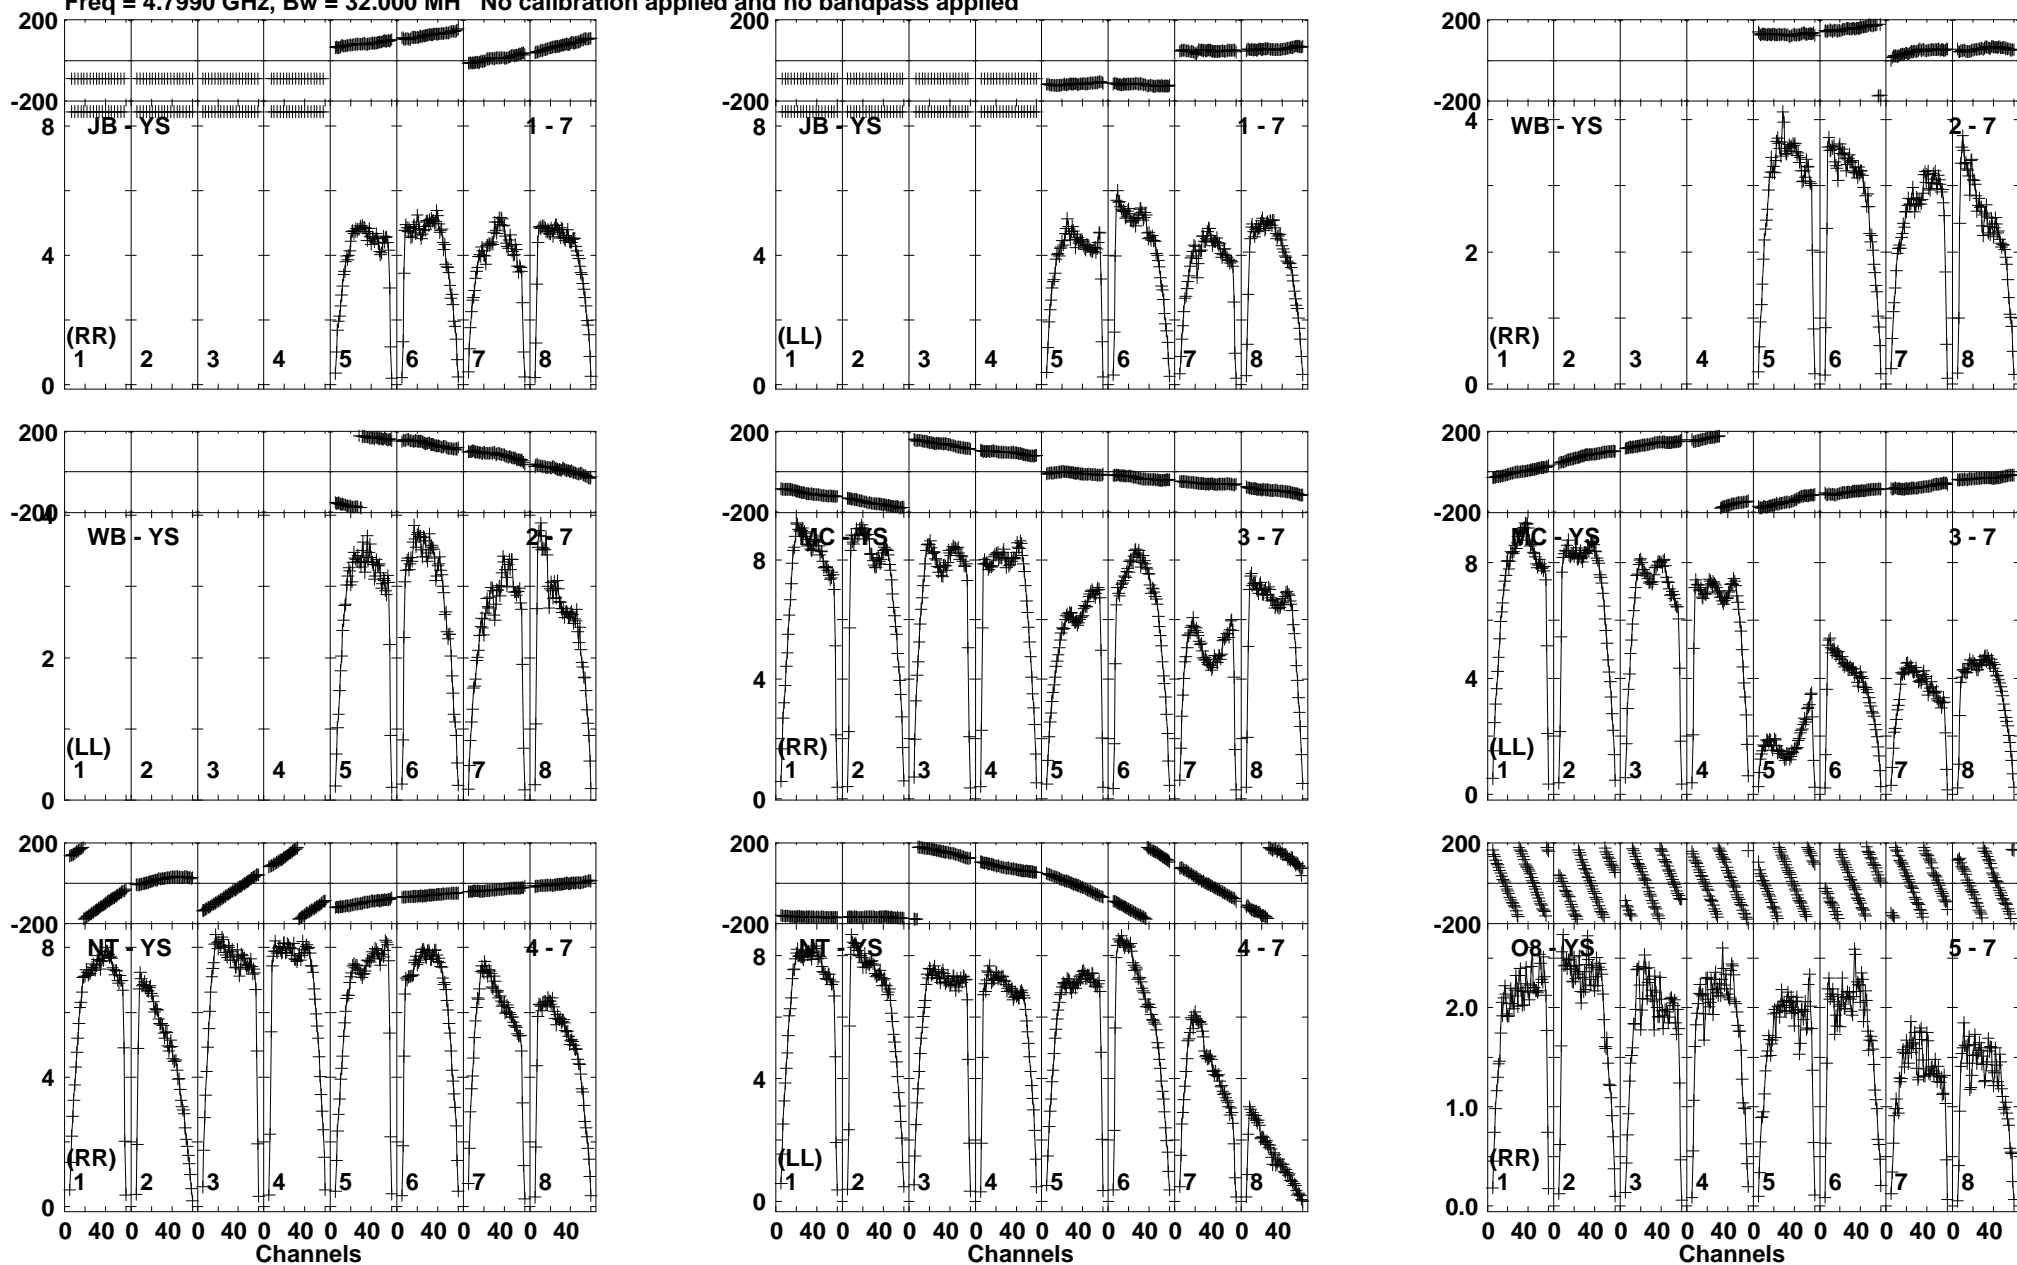 Freq = 4.7990 GHz, Bw = 32.000 MH No calibration applied and no bandpass applied
200 200 200
-200 -200 -200
JB - YS 1 - 7 JB - YS 1 - 7 WB - YS 2 - 7
8 8 4
4 4 2
(RR) (LL) (RR)
1 2 3 4 5 6 7 8 1 2 3 4 5 6 7 8 1 2 3 4 5 6 7 8
0 0 0
200 200 200
-200 -200 -200
4
WB - YS 2 - 7 MC - YS 3 - 7 MC - YS 3 - 7
8 8
2 4 4
(LL) (RR) (LL)
1 2 3 4 5 6 7 8 1 2 3 4 5 6 7 8 1 2 3 4 5 6 7 8
0 0 0
200 200 200
-200 -200 -200
NT - YS 4 - 7 NT - YS 4 - 7 O8 - YS 5 - 7
8 8 2.0
4 4 1.0
(RR) (LL) (RR)
1 2 3 4 5 6 7 8 1 2 3 4 5 6 7 8 1 2 3 4 5 6 7 8
0 0 0.0
0 0 40 0 40 0 40 0 40 0 40 0 40 0 40 0 0 40 0 40 0 40 0 40 0 40 0 40 0 40 0 0 40 0 40 0 40 0 40 0 40 0 40 0 40
Channels Channels Channels